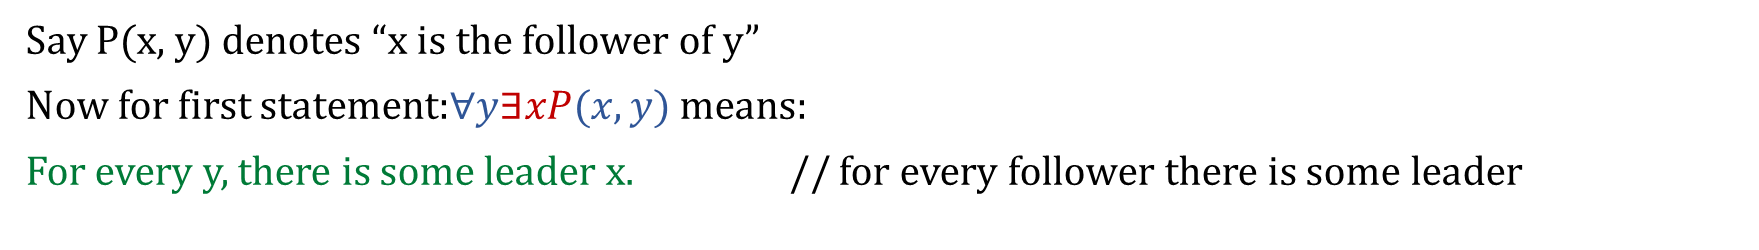 Say P(x, y) denotes “x is the follower of y”
Now for first statement:∀y∃xP(x, y) means:
For every y, there is some leader x. // for every follower there is some leader